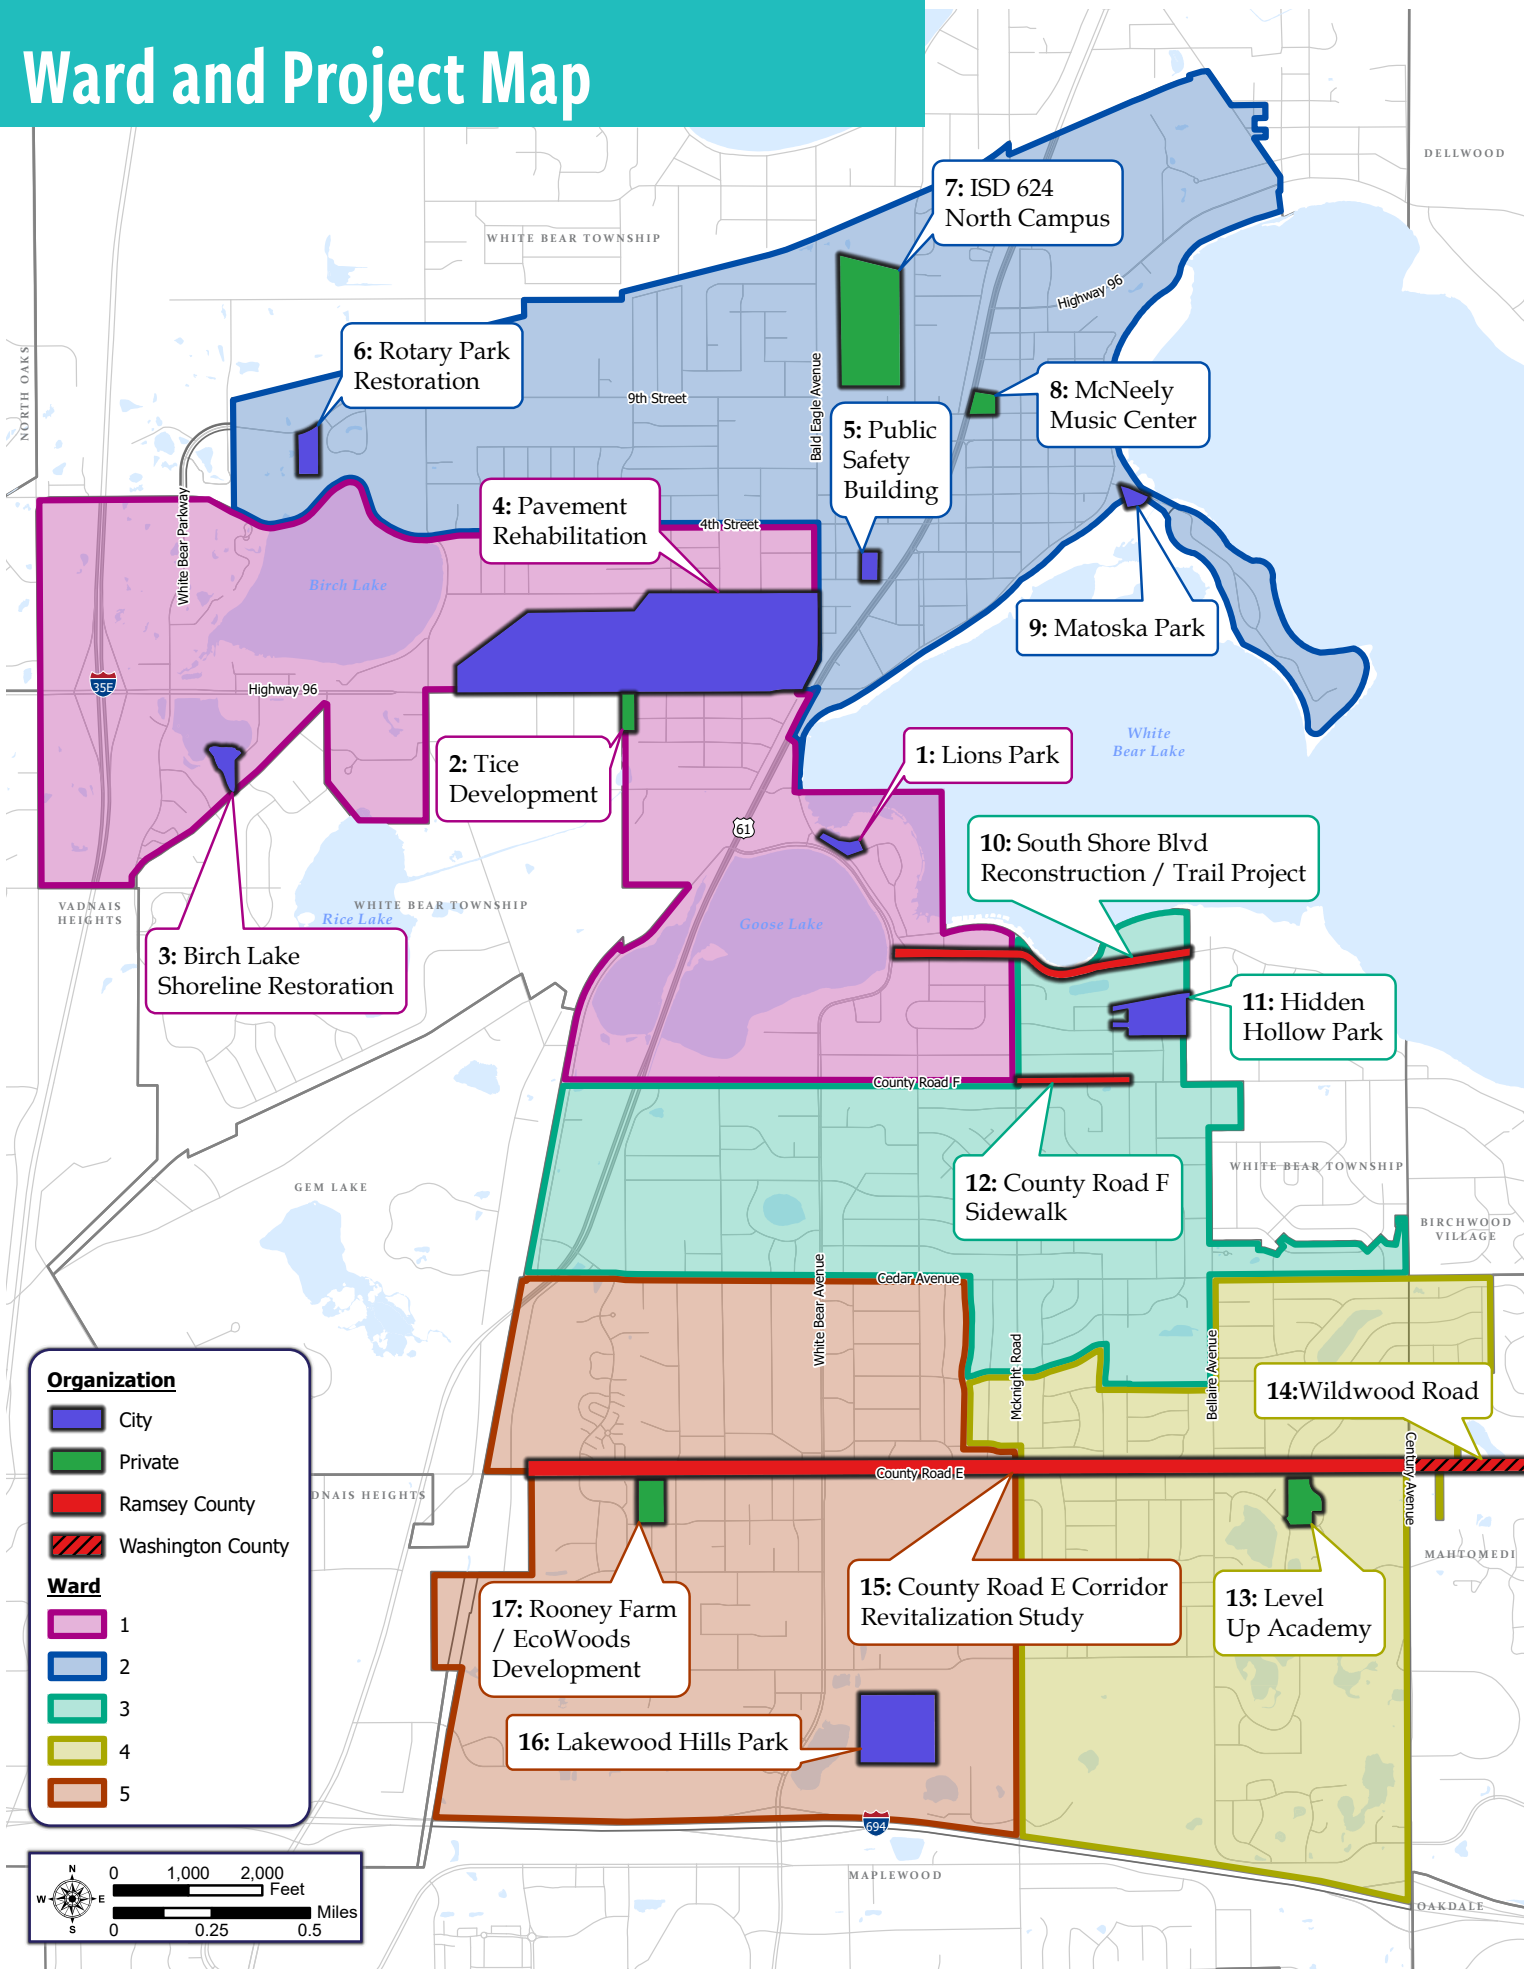 Ward and Project Map
DELLWOOD
7: ISD 624
North Campus
WHITE BEAR TOWNSHIP
Highway 96
6: Rotary Park
Restoration
NORTH OAKS
Bald Eagle Avenue
9th Street
8: McNeely
Music Center
5: Public
Safety
Building
4: Pavement
Rehabilitation
4th Street
White Bear Parkway
Birch Lake
9: Matoska Park
35E
Highway 96
White
Bear Lake
1: Lions Park
2: Tice
Development
61
10: South Shore Blvd
Reconstruction / Trail Project
VADNAIS
HEIGHTS
Rice Lake
WHITE BEAR TOWNSHIP
Goose Lake
3: Birch Lake
Shoreline Restoration
11: Hidden
Hollow Park
County Road F
WHITE BEAR TOWNSHIP
12: County Road F
Sidewalk
GEM LAKE
BIRCHWOOD
VILLAGE
White Bear Avenue
Cedar Avenue
Mcknight Road
Bellaire Avenue
14:Wildwood Road
Century Avenue
County Road E
DNAIS HEIGHTS
MAHTOMEDI
15: County Road E Corridor
Revitalization Study
13: Level
Up Academy
17: Rooney Farm
/ EcoWoods
Development
16: Lakewood Hills Park
694
MAPLEWOOD
OAKDALE
Organization
City
Private
Ramsey County
Washington County
Ward
1
2
3
4
5
N
W E
S
0 1,000 2,000
Feet
Miles
0 0.25 0.5